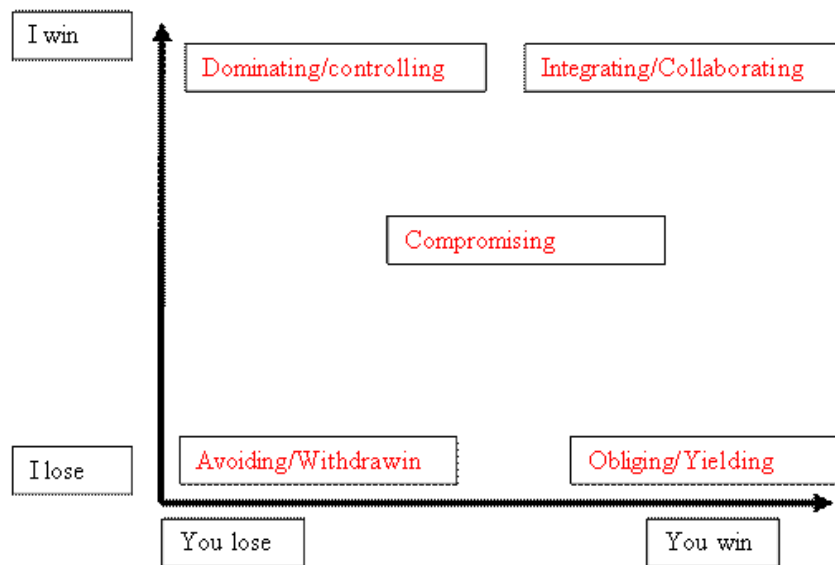 I win
Dominating/controlling
Integrating/Collaborating
Compromising
I lose
Avoiding/Withdrawin
Obliging/Yielding
You lose
You win